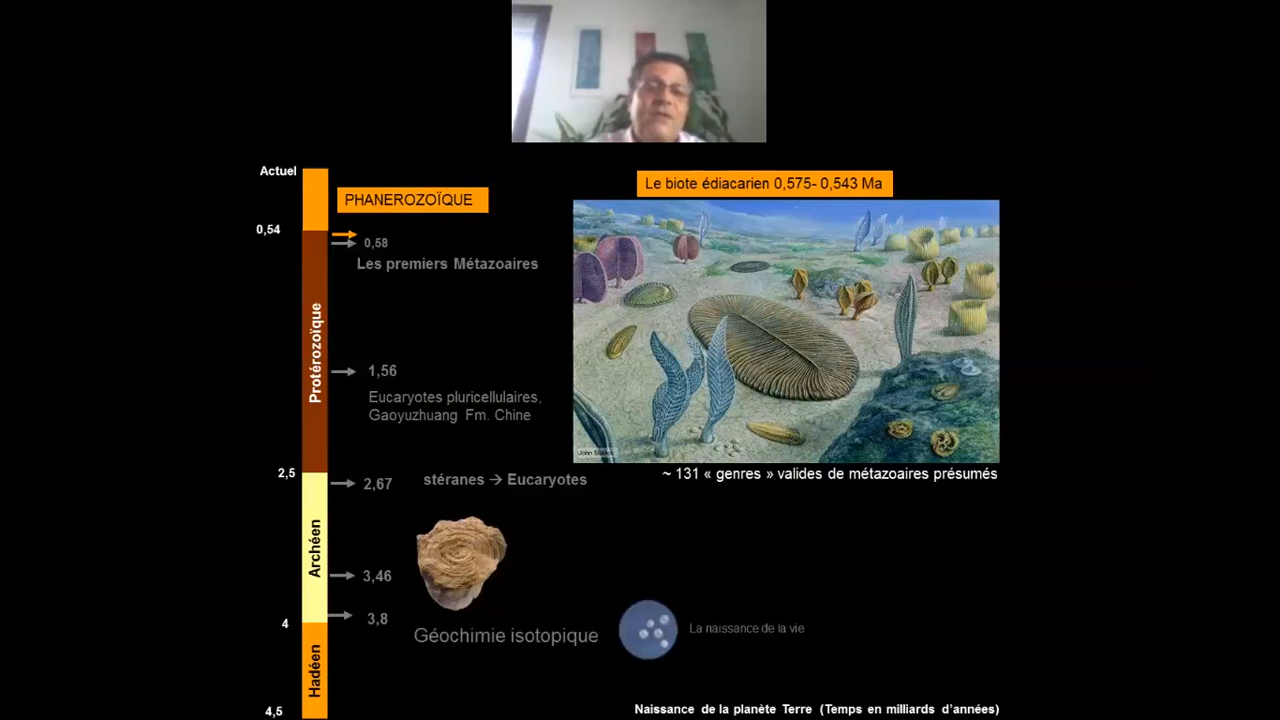 Actuel
PHANEROZOÏQUE
Le biote édiacarien 0,575- 0,543 Ma
0,54
0,58
Les premiers Métazoaires
Protérozoïque
1,56
Eucaryotes pluricellulaires,
Gaoyuzhuang Fm. Chine
2,5
~ 131 « genres » valides de métazoaires présumés
2,67
stéranes → Eucaryotes
Archéen
3,46
3,8
4
Géochimie isotopique
La naissance de la vie
Hadéen
4,5
Naissance de la planète Terre (Temps en milliards d'années)